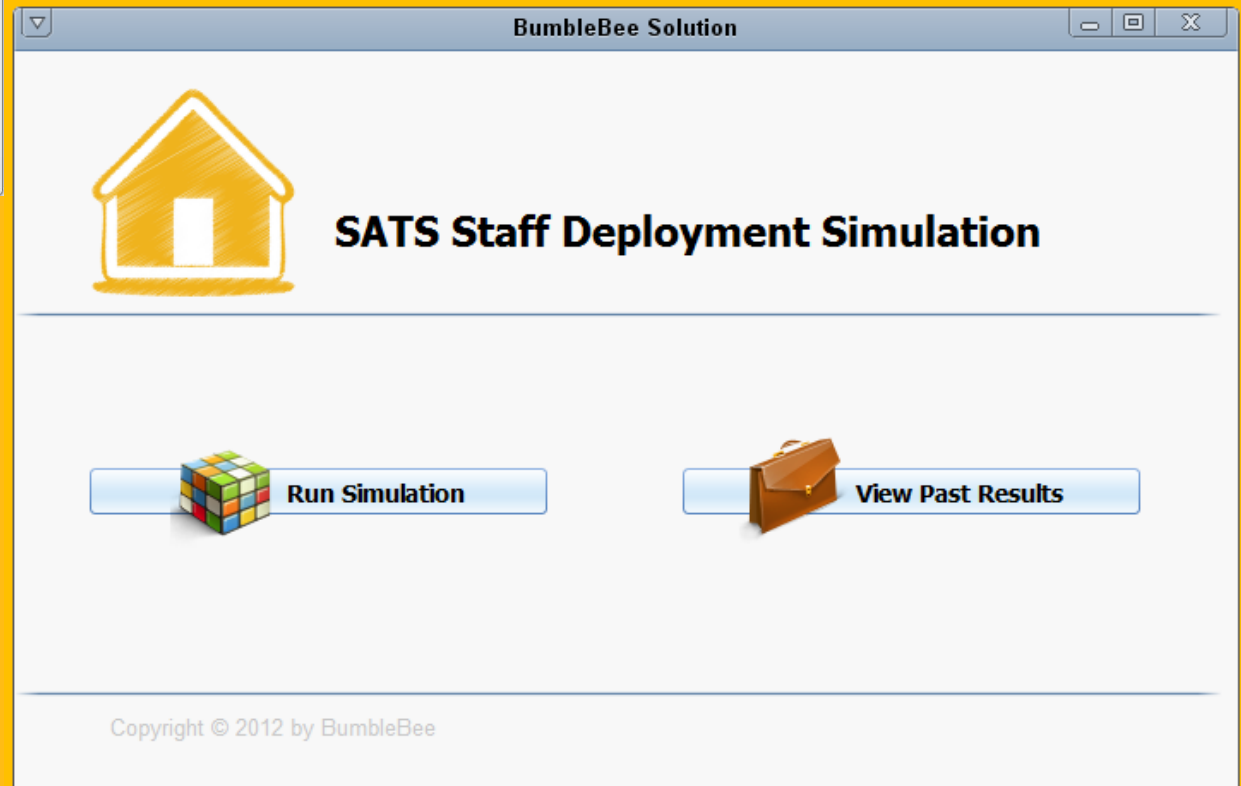 BumbleBee Solution
SATS Staff Deployment Simulation
Run Simulation
View Past Results
Copyright © 2012 by BumbleBee